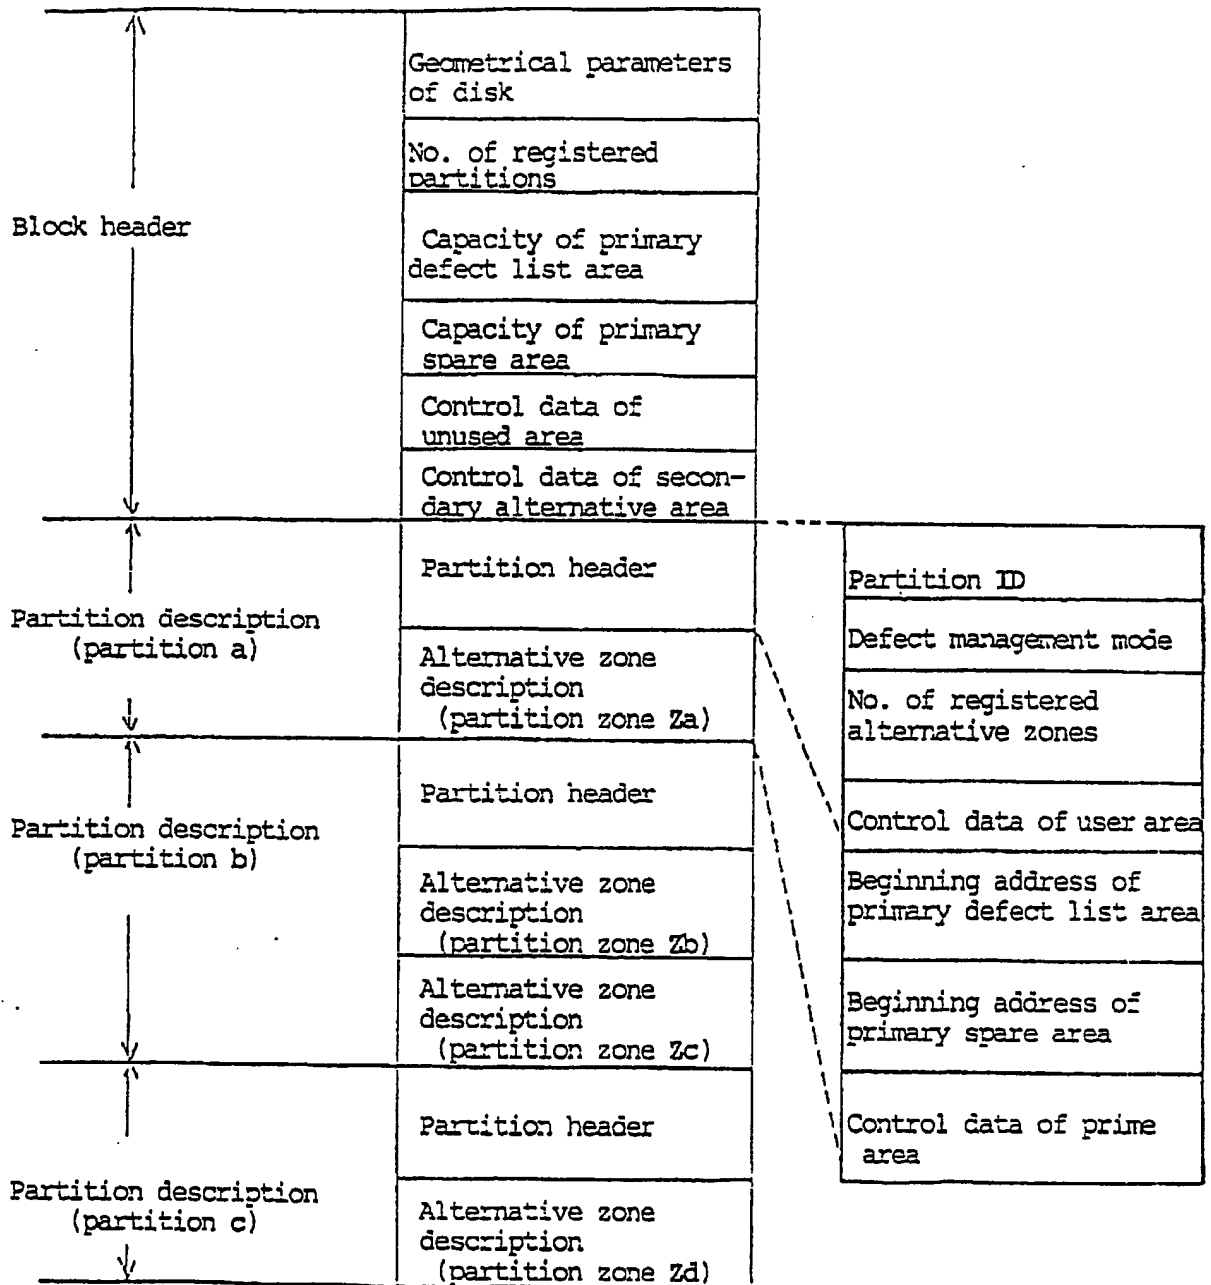 Geometrical parameters
of disk
No. of registered
partitions
Block header
Capacity of primary
defect list area
Capacity of primary
spare area
Control data of
unused area
Control data of secon-
dary alternative area
Partition description
(partition a)
Partition header
Alternative zone
description
(partition zone Za)
Partition description
(partition b)
Partition header
Alternative zone
description
(partition zone Zb)
Alternative zone
description
(partition zone Zc)
Partition description
(partition c)
Partition header
Alternative zone
description
(partition zone Zd)
Partition ID
Defect management mode
No. of registered
alternative zones
Control data of user area
Beginning address of
primary defect list area
Beginning address of
primary spare area
Control data of prime
area